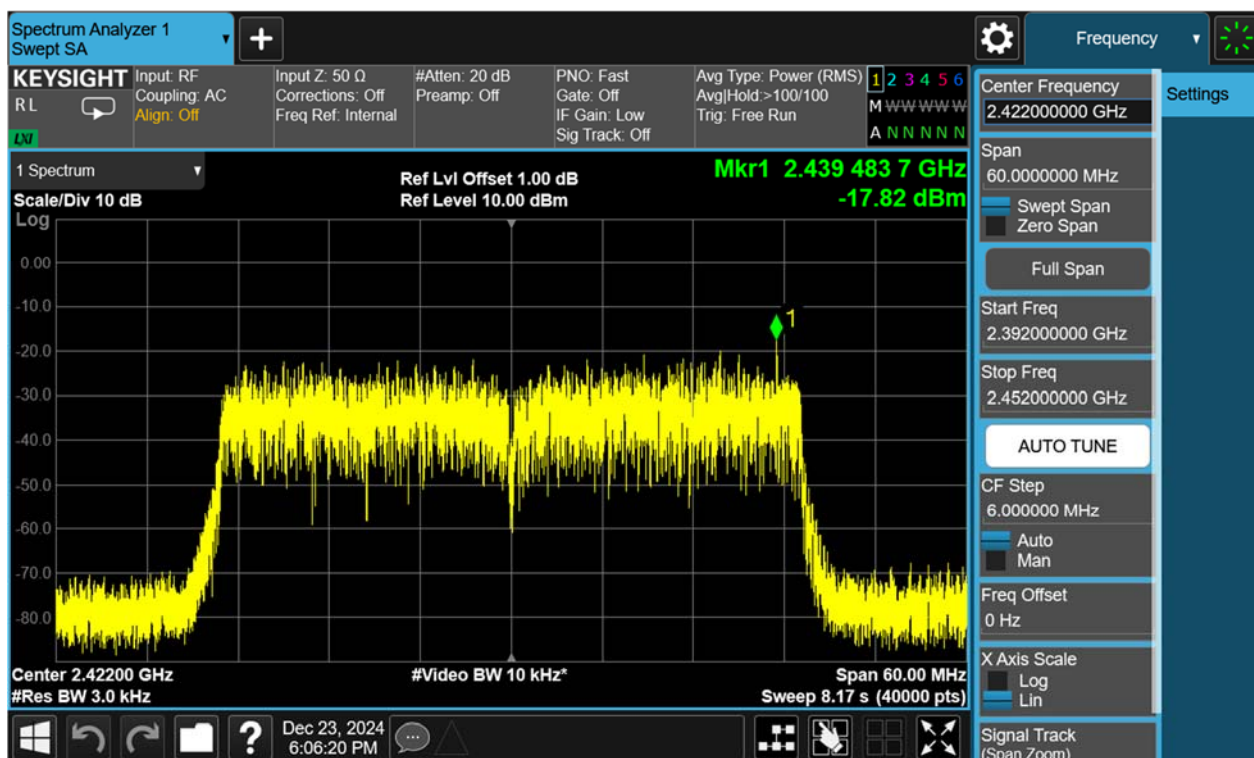 Spectrum Analyzer 1
Swept SA
+
Frequency
KEYSIGHT
RL
LXI
Input: RF
Coupling: AC
Align: Off
Input Z: 50 Ω
Corrections: Off
Freq Ref: Internal
#Atten: 20 dB
Preamp: Off
PNO: Fast
Gate: Off
IF Gain: Low
Sig Track: Off
Avg Type: Power (RMS)
Avg|Hold:>100/100
Trig: Free Run
1 2 3 4 5 6
M W W W W W
A N N N N N
1 Spectrum
Scale/Div 10 dB
Log
Ref Lvl Offset 1.00 dB
Ref Level 10.00 dBm
Mkr1 2.439 483 7 GHz
-17.82 dBm
1
0.00
-10.0
-20.0
-30.0
-40.0
-50.0
-60.0
-70.0
-80.0
Center 2.42200 GHz
#Res BW 3.0 kHz
#Video BW 10 kHz*
Span 60.00 MHz
Sweep 8.17 s (40000 pts)
Center Frequency
2.422000000 GHz
Settings
Span
60.0000000 MHz
Swept Span
Zero Span
Full Span
Start Freq
2.392000000 GHz
Stop Freq
2.452000000 GHz
AUTO TUNE
CF Step
6.000000 MHz
Auto
Man
Freq Offset
0 Hz
X Axis Scale
Log
Lin
Signal Track
(Span Zoom)
?
Dec 23, 2024
6:06:20 PM